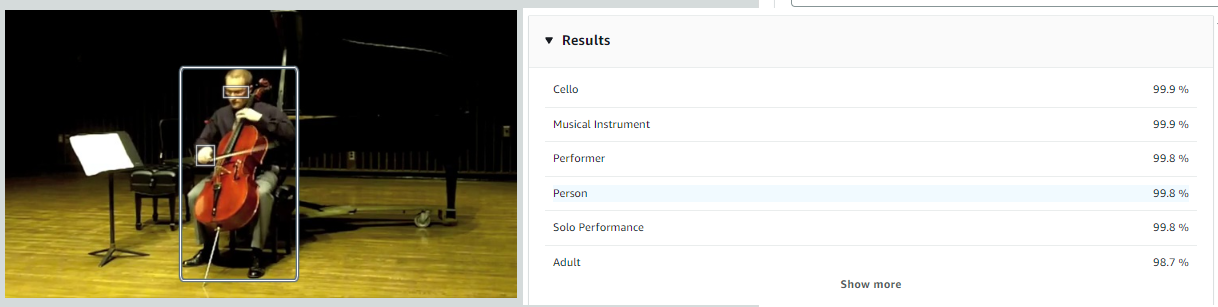 Results
Cello 99.9 %
Musical Instrument 99.9 %
Performer 99.8 %
Person 99.8 %
Solo Performance 99.8 %
Adult 98.7 %
Show more